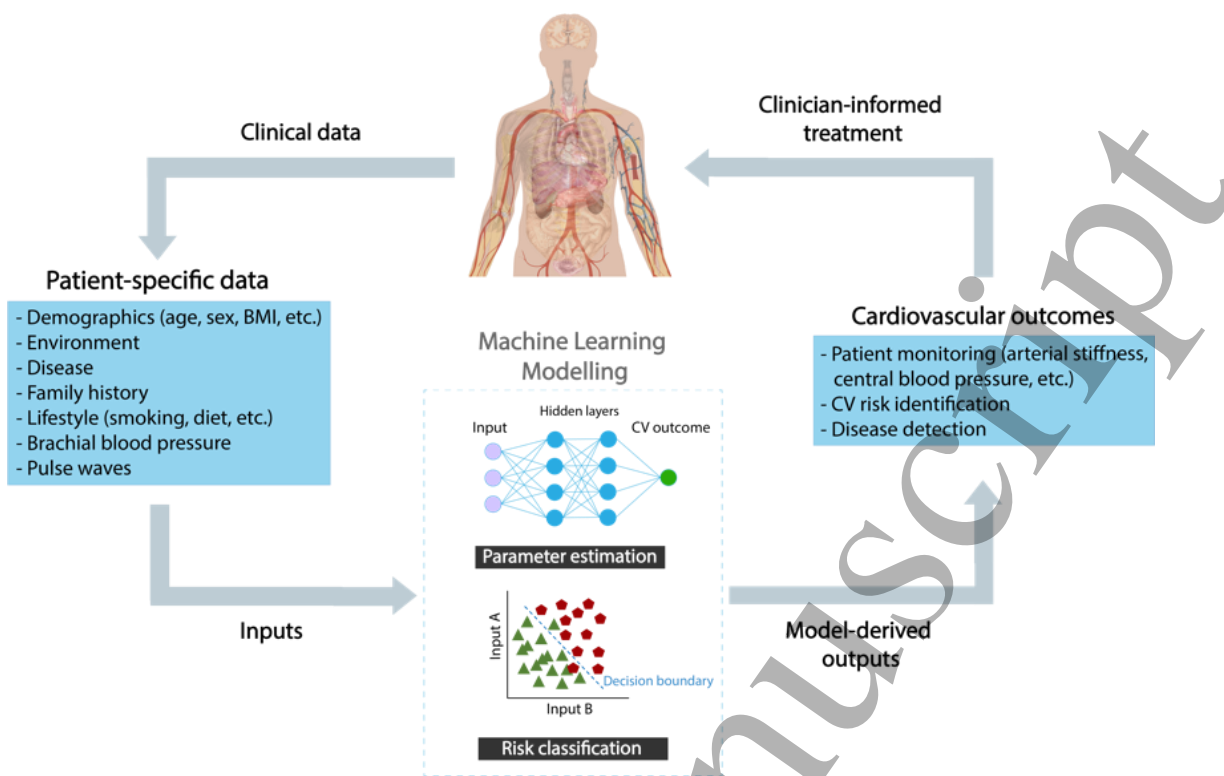 Clinical data
Clinician-informed
treatment
Patient-specific data
- Demographics (age, sex, BMI, etc.)
- Environment
- Disease
- Family history
- Lifestyle (smoking, diet, etc.)
- Brachial blood pressure
- Pulse waves
Machine Learning
Modelling
Hidden layers
Input
CV outcome
Parameter estimation
Input A
Decision boundary
Input B
Risk classification
Cardiovascular outcomes
- Patient monitoring (arterial stiffness,
central blood pressure, etc.)
- CV risk identification
- Disease detection
Inputs
Model-derived
outputs
nuscript